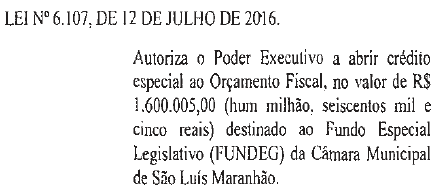 LEI Nº 6.107, DE 12 DE JULHO DE 2016.
Autoriza o Poder Executivo a abrir crédito
especial ao Orçamento Fiscal, no valor de R$
1.600.005,00 (hum milhão, seiscentos mil e
cinco reais) destinado ao Fundo Especial
Legislativo (FUNDEG) da Câmara Municipal
de São Luís Maranhão.